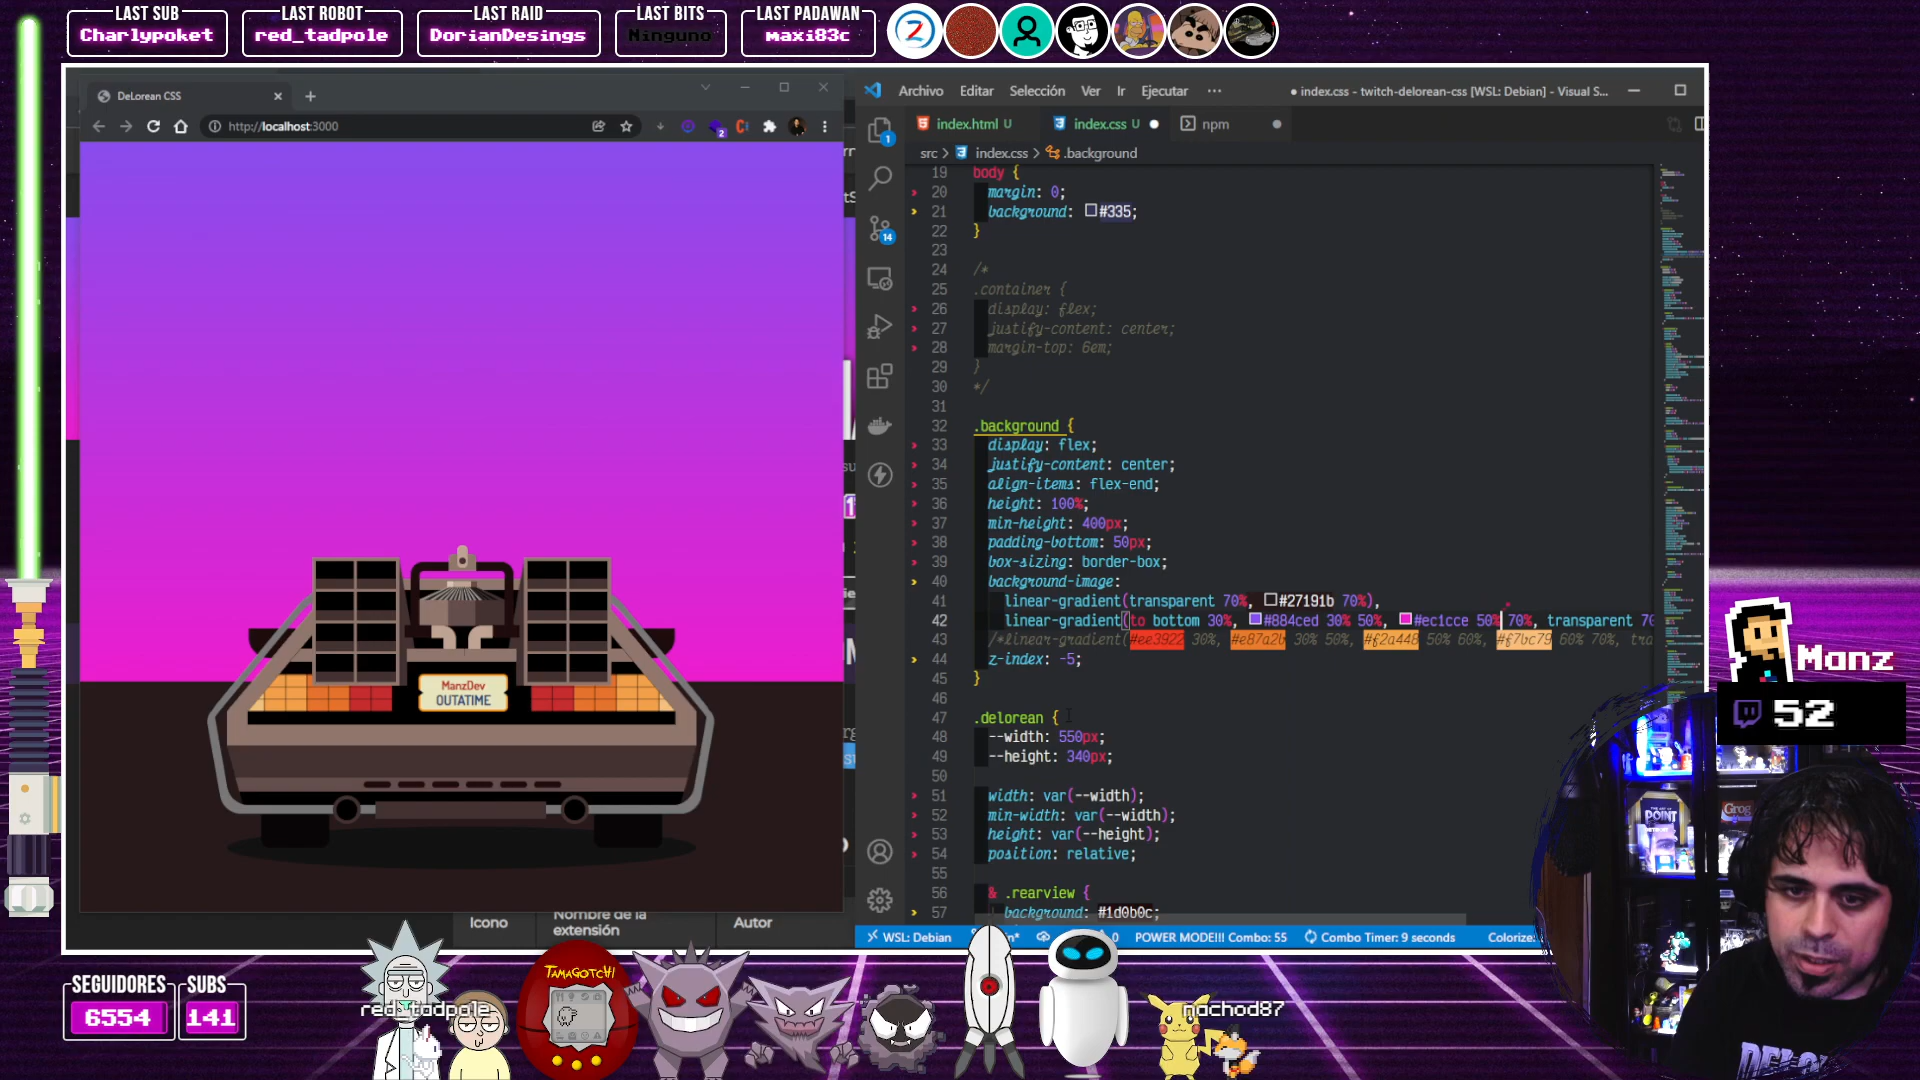 LAST SUB
Charlypoket
LAST ROBOT
red_tadpole
LAST RAID
DorianDesings
LAST BITS
Ninguno
LAST PADAWAN
maxi83c
DeLorean CSS
http://localhost:3000
2
ManzDev
OUTATIME
Icono
Nombre de la
extensión
Autor
Archivo
Editar
Selección
Ver
Ir
Ejecutar
···
● index.css - twitch-delorean-css [WSL: Debian] - Visual S...
index.html U
index.css U
npm
src > index.css > .background
1
14
19 body {
20 margin: 0;
21 background: #335;
22 }
23
24 /*
25 .container {
26 display: flex;
27 justify-content: center;
28 margin-top: 6em;
29 }
30 */
31
32 .background {
33 display: flex;
34 justify-content: center;
35 align-items: flex-end;
36 height: 100%;
37 min-height: 400px;
38 padding-bottom: 50px;
39 box-sizing: border-box;
40 background-image:
41 linear-gradient(transparent 70%, #27191b 70%),
42 linear-gradient(to bottom 30%, #884ced 30% 50%, #ec1cce 50% 70%, transparent 70
43 /*linear-gradient(#ee3922 30%, #e87a2b 30% 50%, #f2a448 50% 60%, #f7bc79 60% 70%, tra
44 z-index: -5;
45 }
46
47 .delorean {
48 --width: 550px;
49 --height: 340px;
50
51 width: var(--width);
52 min-width: var(--width);
53 height: var(--height);
54 position: relative;
55
56 & .rearview {
57 background: #1d0b0c;
WSL: Debian
POWER MODE!!! Combo: 55
Combo Timer: 9 seconds
Colorize:
Manz
52
SEGUIDORES
6554
SUBS
141
red_tadpole
TAMAGOTCHI
nachod87